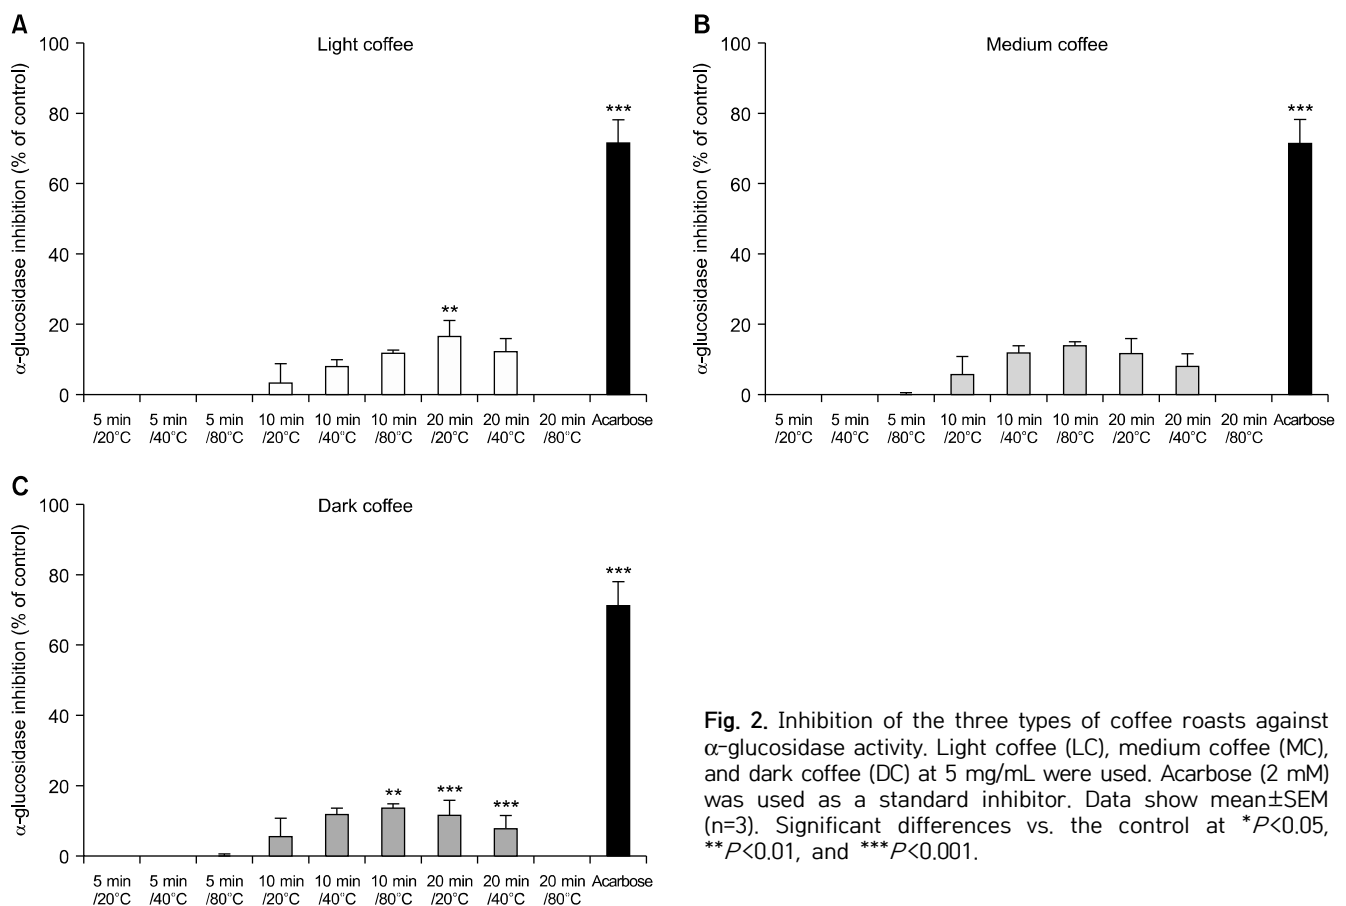 A
Light coffee
α-glucosidase inhibition (% of control)
100
80
60
40
20
0
**
***
5 min 5 min 5 min 10 min 10 min 10 min 20 min 20 min 20 min Acarbose
/20°C /40°C /80°C /20°C /40°C /80°C /20°C /40°C /80°C
B
Medium coffee
α-glucosidase inhibition (% of control)
100
80
60
40
20
0
***
5 min 5 min 5 min 10 min 10 min 10 min 20 min 20 min 20 min Acarbose
/20°C /40°C /80°C /20°C /40°C /80°C /20°C /40°C /80°C
C
Dark coffee
α-glucosidase inhibition (% of control)
100
80
60
40
20
0
** *** *** ***
5 min 5 min 5 min 10 min 10 min 10 min 20 min 20 min 20 min Acarbose
/20°C /40°C /80°C /20°C /40°C /80°C /20°C /40°C /80°C
Fig. 2. Inhibition of the three types of coffee roasts against
α-glucosidase activity. Light coffee (LC), medium coffee (MC),
and dark coffee (DC) at 5 mg/mL were used. Acarbose (2 mM)
was used as a standard inhibitor. Data show mean±SEM
(n=3). Significant differences vs. the control at *P<0.05,
**P<0.01, and ***P<0.001.